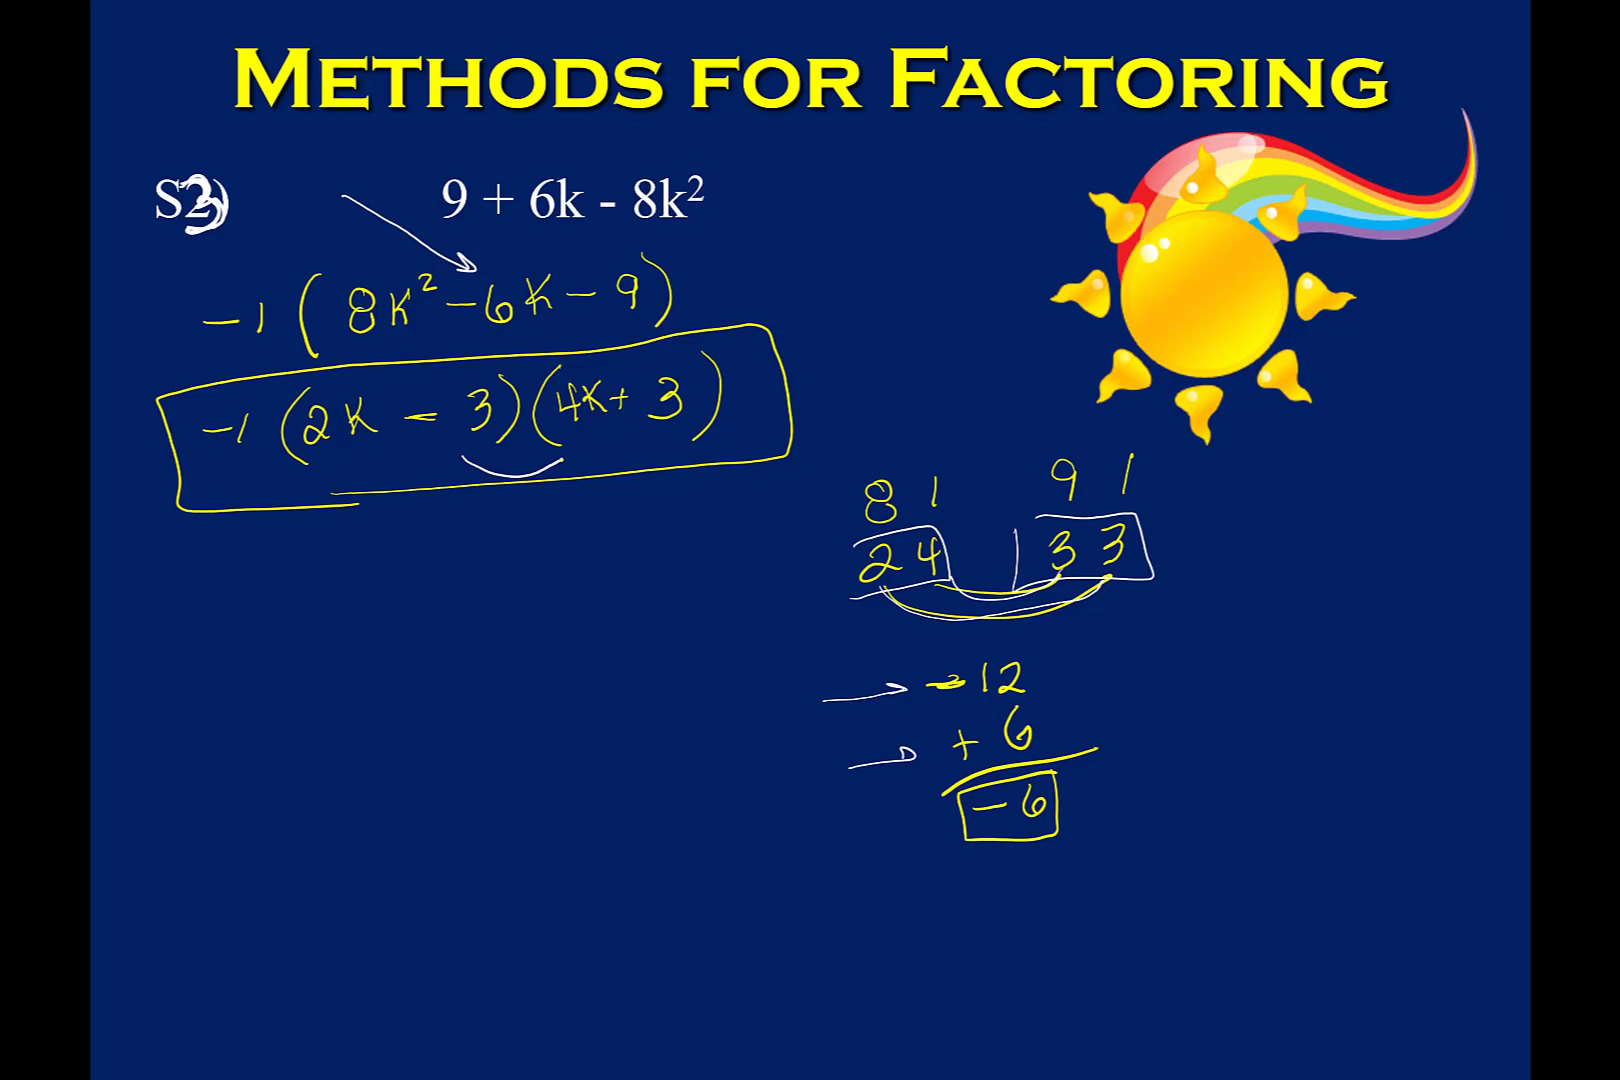 METHODS FOR FACTORING
S3) 9 + 6k - 8k²
-1 ( 8k² - 6k - 9 )
-1 (2k - 3)(4k + 3)
8 1 9 1
2 4 3 3
-12
+ 6
-6